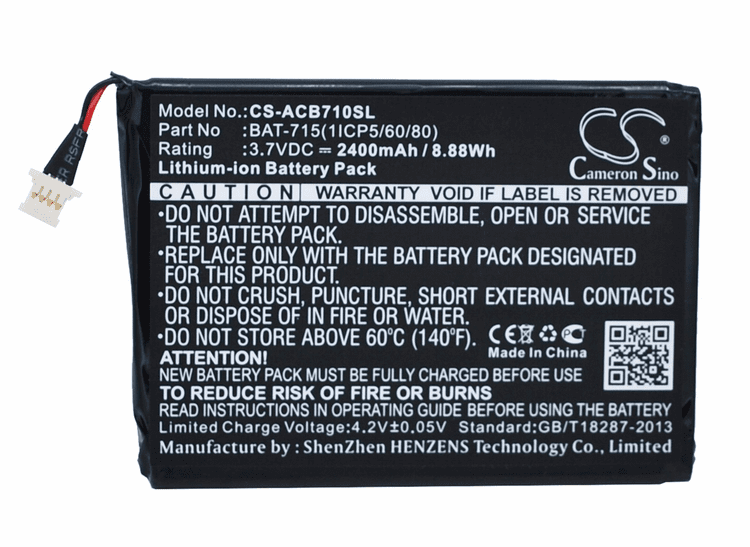 Model No.:CS-ACB710SL
Part No :BAT-715(1ICP5/60/80)
Rating :3.7VDC ⎓ 2400mAh / 8.88Wh
Lithium-ion Battery Pack
CS
Cameron Sino
WARRANTY VOID IF LABEL IS REMOVED
•DO NOT ATTEMPT TO DISASSEMBLE, OPEN OR SERVICE
THE BATTERY PACK.
•REPLACE ONLY WITH THE BATTERY PACK DESIGNATED
FOR THIS PRODUCT.
•DO NOT CRUSH, PUNCTURE, SHORT EXTERNAL CONTACTS
OR DISPOSE OF IN FIRE OR WATER.
•DO NOT STORE ABOVE 60°C (140°F).
CE
Made In China
ATTENTION!
NEW BATTERY PACK MUST BE FULLY CHARGED BEFORE USE
TO REDUCE RISK OF FIRE OR BURNS
READ INSTRUCTIONS BEFORE CHARGING OR USING THE BATTERY
Limited Charge Voltage:4.2V±0.05V Standard:GB/T18287-2013
Manufacture by : ShenZhen HENZENS Technology Co., Limited